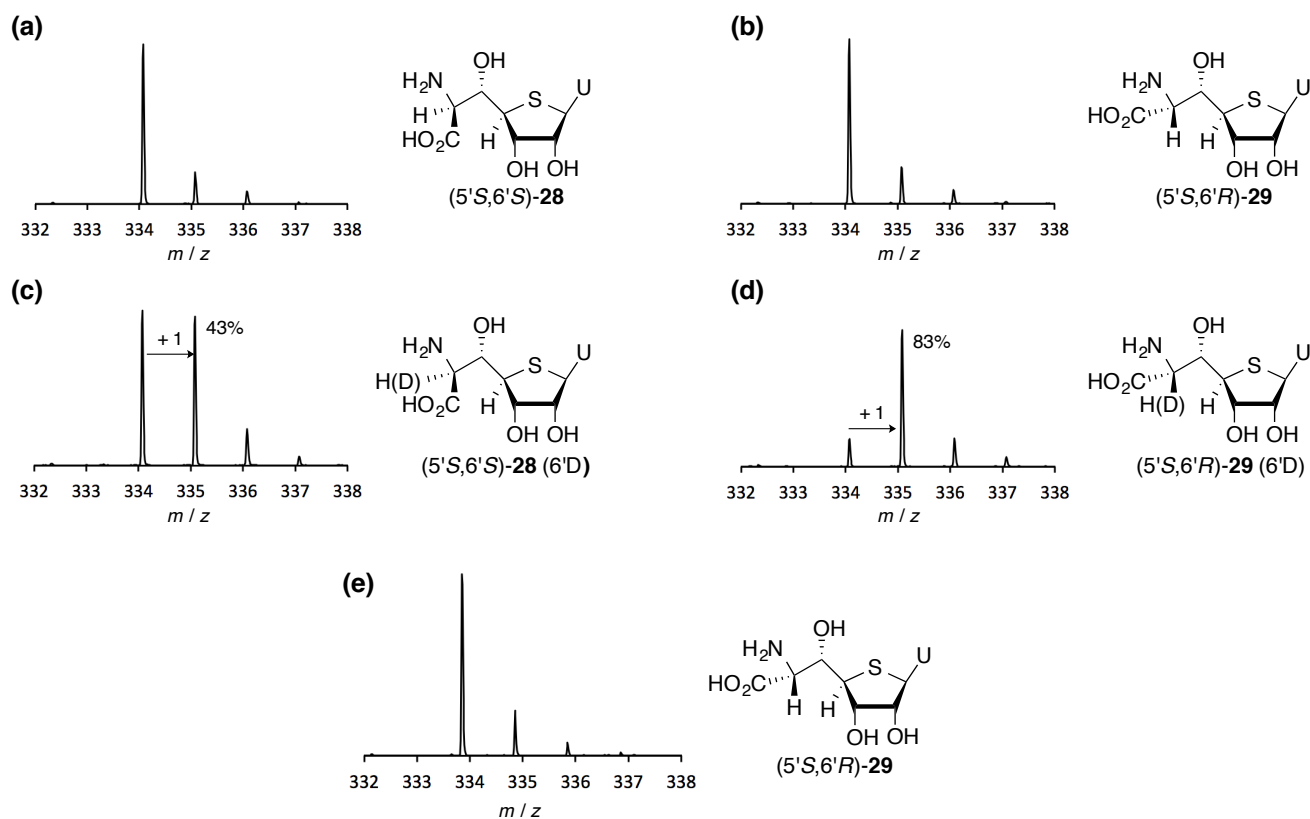 (a)
OH
H2N
S
U
H
HO2C
H
OH
OH
(5'S,6'S)-28
332 333 334 335 336 337 338
m / z
(b)
OH
H2N
S
U
HO2C
H
H
OH
OH
(5'S,6'R)-29
332 333 334 335 336 337 338
m / z
(c)
+ 1
43%
OH
H2N
S
U
H(D)
HO2C
H
OH
OH
(5'S,6'S)-28 (6'D)
332 333 334 335 336 337 338
m / z
(d)
+ 1
83%
OH
H2N
S
U
HO2C
H(D)
H
OH
OH
(5'S,6'R)-29 (6'D)
332 333 334 335 336 337 338
m / z
(e)
OH
H2N
S
U
HO2C
H
H
OH
OH
(5'S,6'R)-29
332 333 334 335 336 337 338
m / z